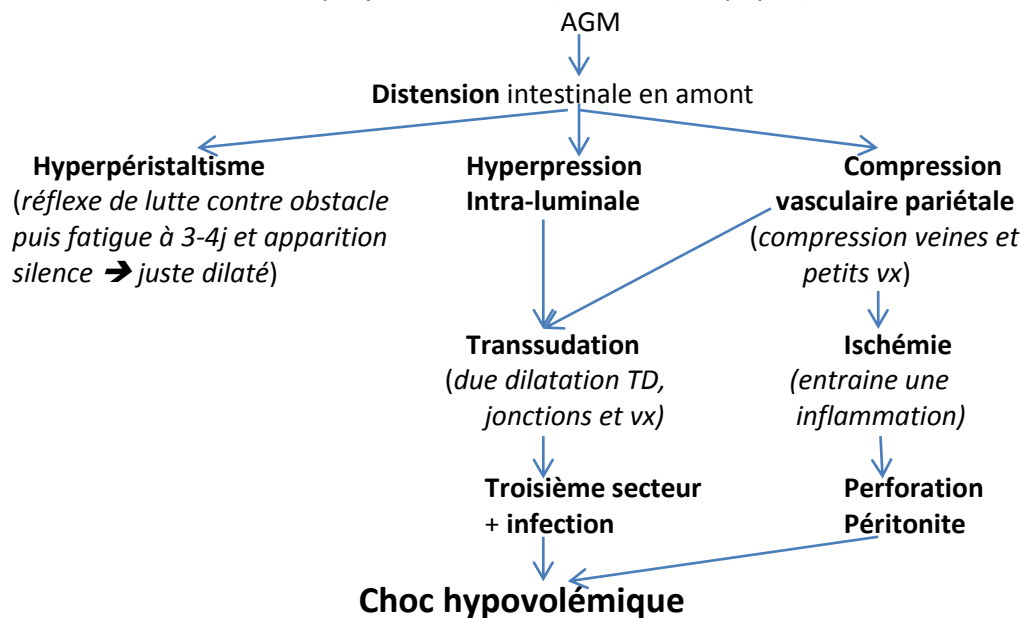 AGM
Distension intestinale en amont
Hyperpéristaltisme
(réflexe de lutte contre obstacle
puis fatigue à 3-4j et apparition
silence ➔ juste dilaté)
Hyperpression
Intra-luminale
Compression
vasculaire pariétale
(compression veines et
petits vx)
Transsudation
(due dilatation TD,
jonctions et vx)
Ischémie
(entraine une
inflammation)
Troisième secteur
+ infection
Perforation
Péritonite
Choc hypovolémique